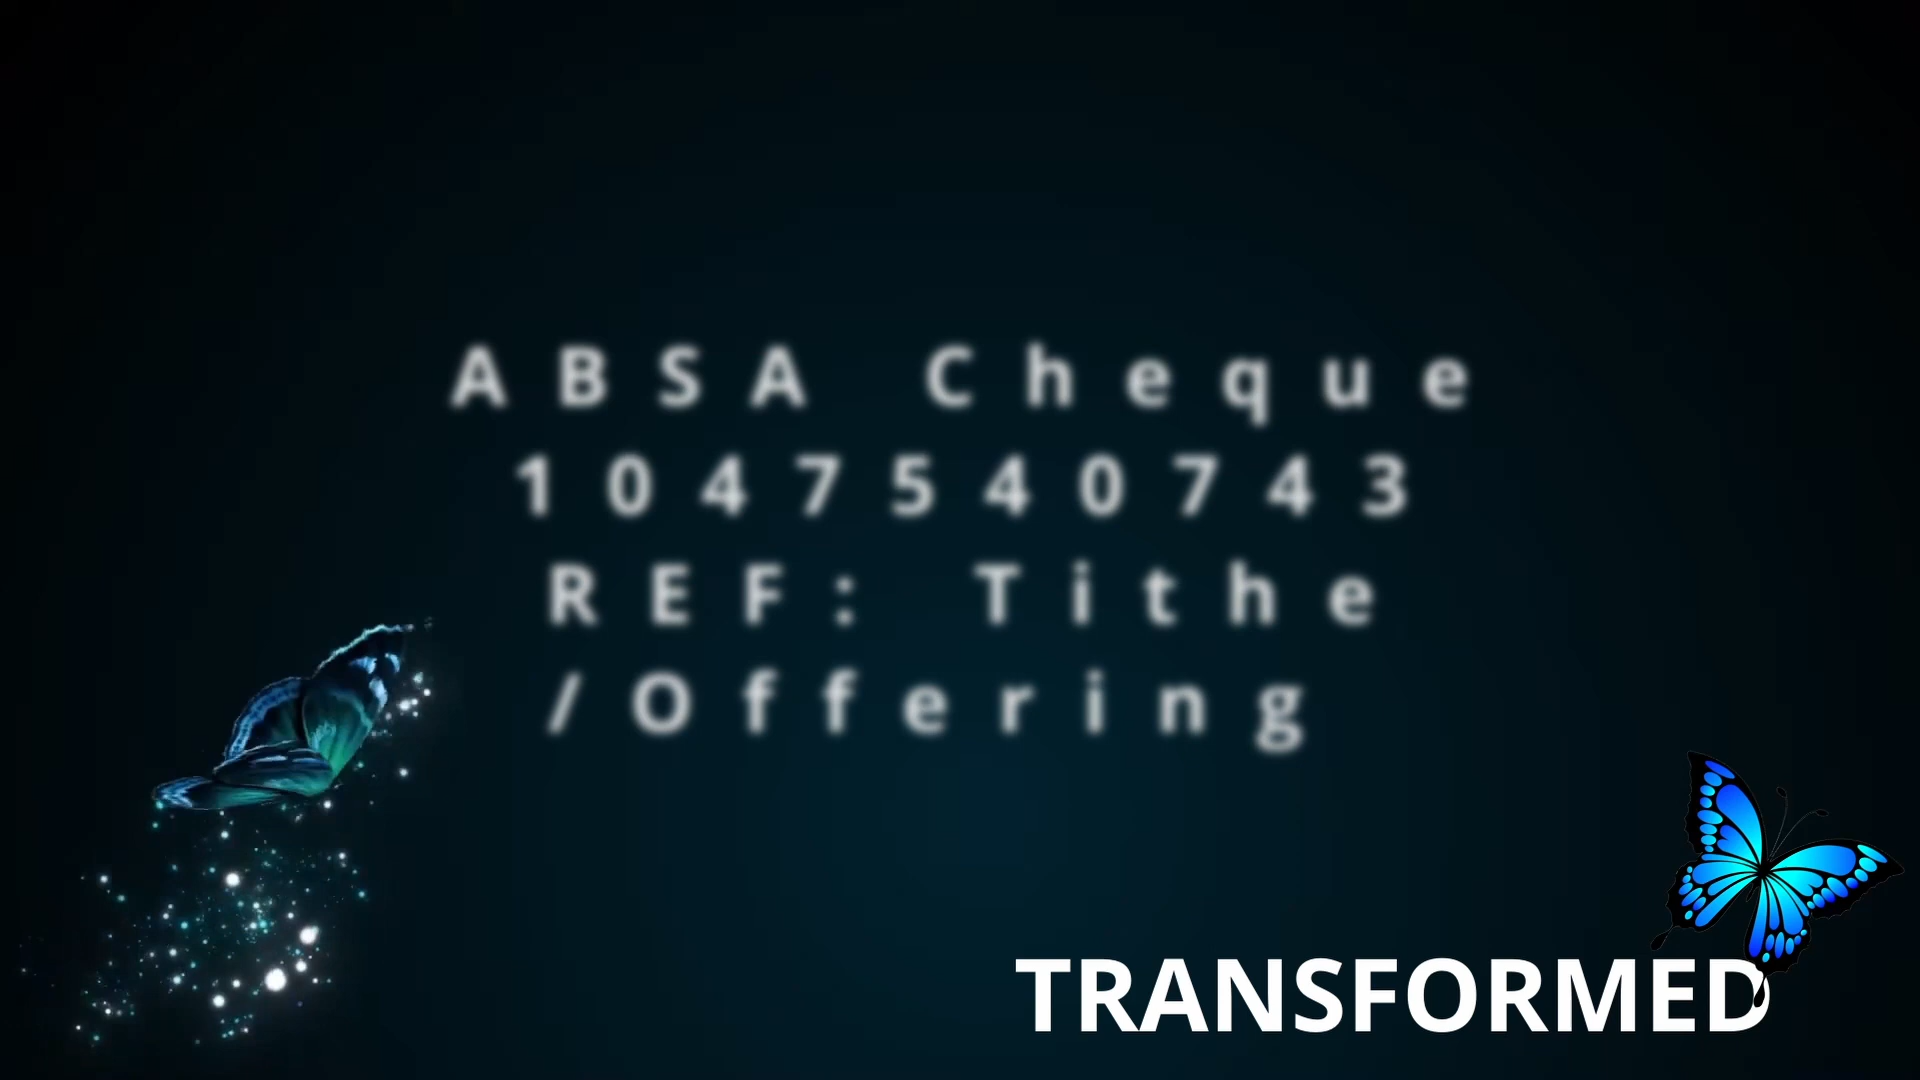 ABSA Cheque
1047540743
REF: Tithe
/Offering
TRANSFORMED